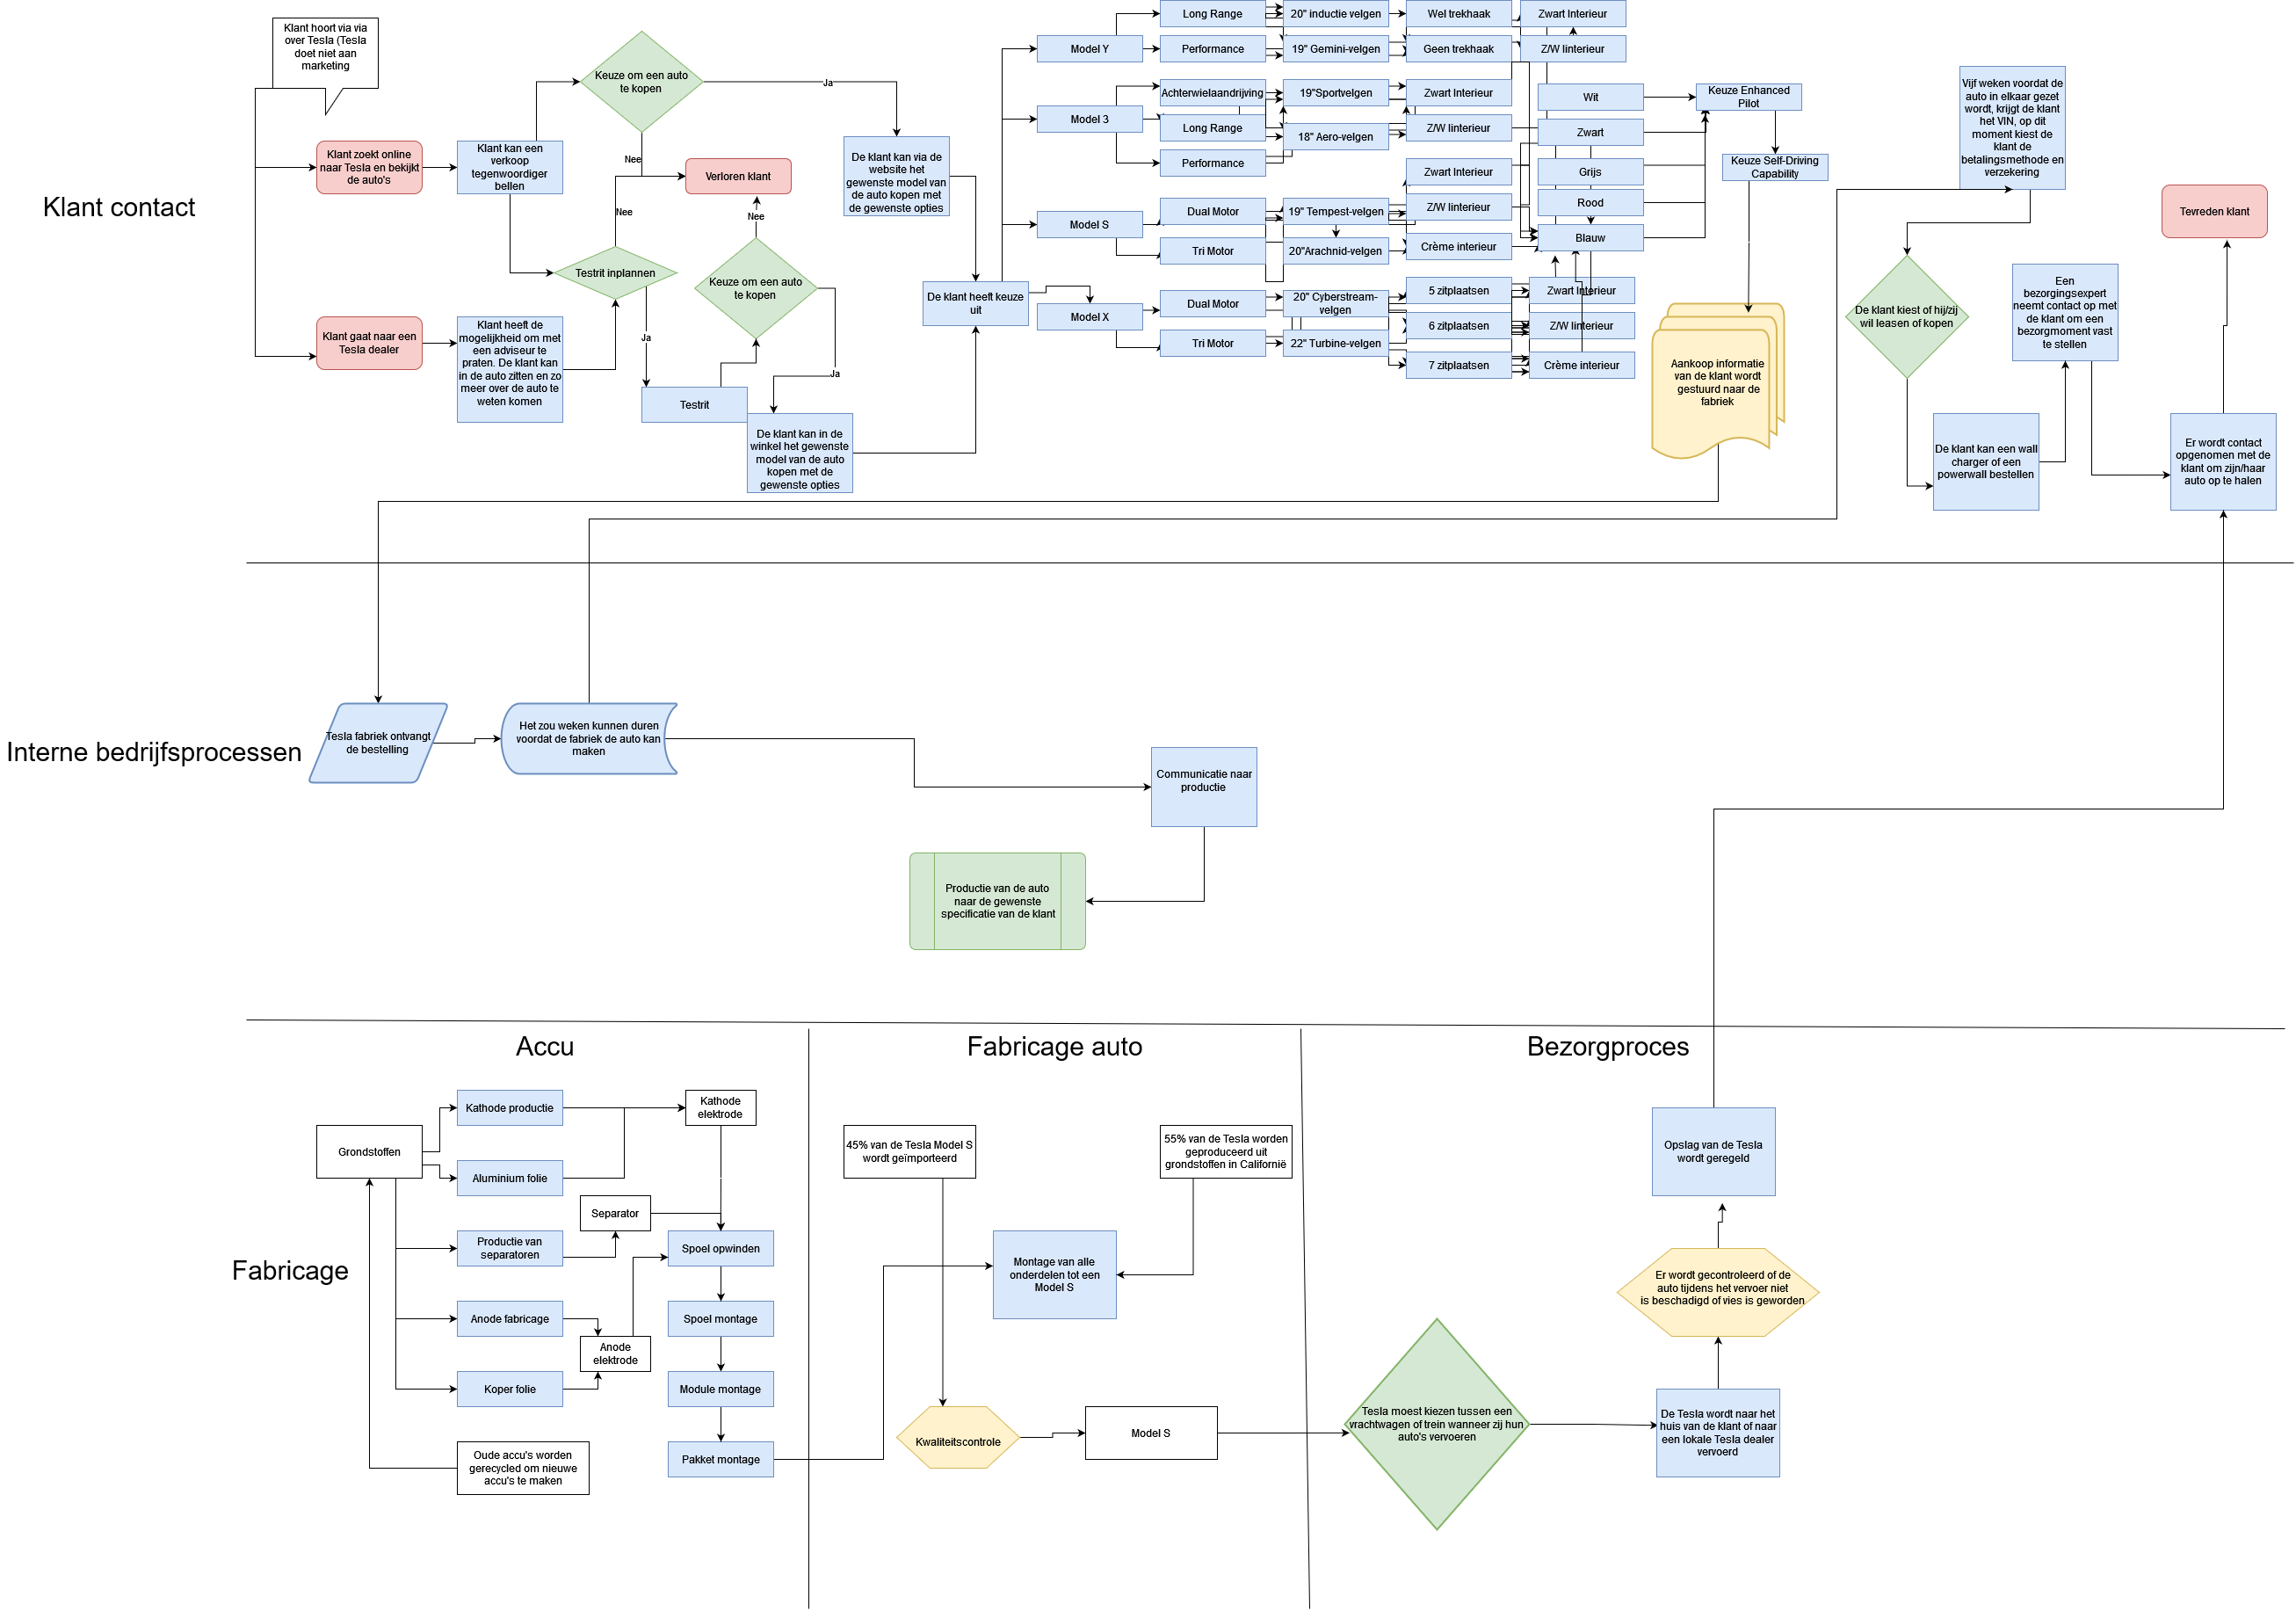 Klant contact
Klant hoort via via
over Tesla (Tesla
doet niet aan
marketing
Klant zoekt online
naar Tesla en bekijkt
de auto's
Klant gaat naar een
Tesla dealer
Klant kan een
verkoop
tegenwoordiger
bellen
Klant heeft de
mogelijkheid om met
een adviseur te
praten. De klant kan
in de auto zitten en zo
meer over de auto te
weten komen
Keuze om een auto
te kopen
Nee
Ja
Verloren klant
Nee
Testrit inplannen
Ja
Testrit
Nee
Keuze om een auto
te kopen
Ja
De klant kan in de
winkel het gewenste
model van de auto
kopen met de
gewenste opties
De klant kan via de
website het
gewenste model van
de auto kopen met
de gewenste opties
De klant heeft keuze
uit
Model Y
Long Range
Performance
20" inductie velgen
19" Gemini-velgen
Wel trekhaak
Geen trekhaak
Zwart Interieur
Z/W Iinterieur
Model 3
Achterwielaandrijving
Long Range
Performance
19"Sportvelgen
18" Aero-velgen
Zwart Interieur
Z/W Iinterieur
Model S
Dual Motor
Tri Motor
19" Tempest-velgen
20"Arachnid-velgen
Zwart Interieur
Z/W Iinterieur
Crème interieur
Model X
Dual Motor
Tri Motor
20" Cyberstream-
velgen
22" Turbine-velgen
5 zitplaatsen
6 zitplaatsen
7 zitplaatsen
Zwart Interieur
Z/W Iinterieur
Crème interieur
Wit
Zwart
Grijs
Rood
Blauw
Keuze Enhanced
Pilot
Keuze Self-Driving
Capability
Aankoop informatie
van de klant wordt
gestuurd naar de
fabriek
Vijf weken voordat de
auto in elkaar gezet
wordt, krijgt de klant
het VIN, op dit
moment kiest de
klant de
betalingsmethode en
verzekering
De klant kiest of hij/zij
wil leasen of kopen
De klant kan een wall
charger of een
powerwall bestellen
Een
bezorgingsexpert
neemt contact op met
de klant om een
bezorgmoment vast
te stellen
Er wordt contact
opgenomen met de
klant om zijn/haar
auto op te halen
Tevreden klant
Interne bedrijfsprocessen
Tesla fabriek ontvangt
de bestelling
Het zou weken kunnen duren
voordat de fabriek de auto kan
maken
Communicatie naar
productie
Productie van de auto
naar de gewenste
specificatie van de klant
Fabricage
Accu
Grondstoffen
Kathode productie
Aluminium folie
Productie van
separatoren
Anode fabricage
Koper folie
Oude accu's worden
gerecycled om nieuwe
accu's te maken
Kathode
elektrode
Separator
Anode
elektrode
Spoel opwinden
Spoel montage
Module montage
Pakket montage
Fabricage auto
45% van de Tesla Model S
wordt geïmporteerd
55% van de Tesla worden
geproduceerd uit
grondstoffen in Californië
Montage van alle
onderdelen tot een
Model S
Kwaliteitscontrole
Model S
Bezorgproces
Tesla moest kiezen tussen een
vrachtwagen of trein wanneer zij hun
auto's vervoeren
De Tesla wordt naar het
huis van de klant of naar
een lokale Tesla dealer
vervoerd
Er wordt gecontroleerd of de
auto tijdens het vervoer niet
is beschadigd of vies is geworden
Opslag van de Tesla
wordt geregeld